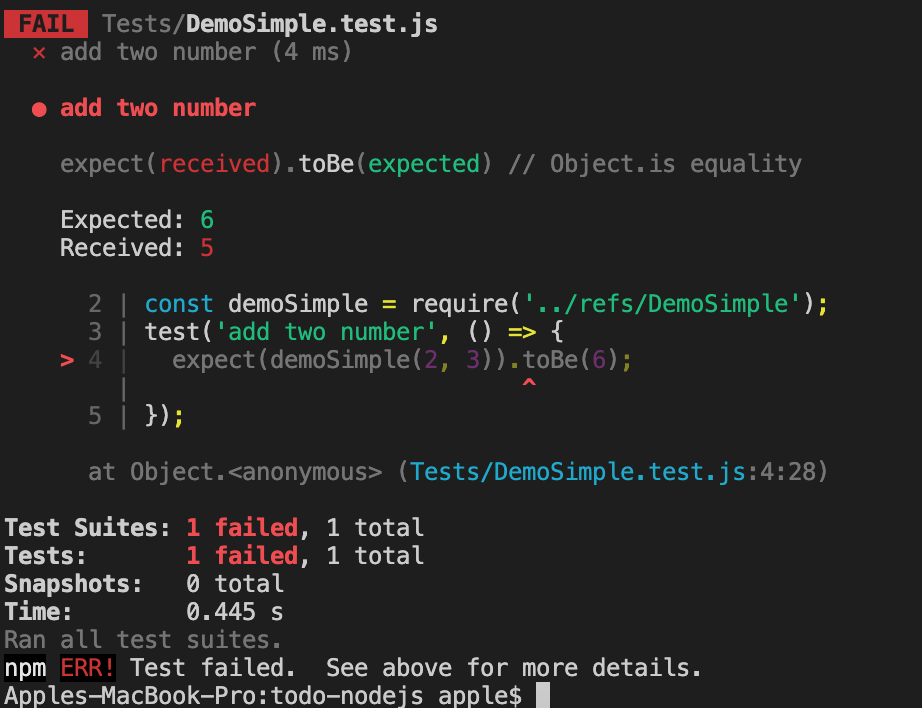 FAIL Tests/DemoSimple.test.js
✕ add two number (4 ms)
● add two number
expect(received).toBe(expected) // Object.is equality
Expected: 6
Received: 5
2 | const demoSimple = require('../refs/DemoSimple');
3 | test('add two number', () => {
> 4 |   expect(demoSimple(2, 3)).toBe(6);
|                            ^
5 | });
at Object.<anonymous> (Tests/DemoSimple.test.js:4:28)
Test Suites: 1 failed, 1 total
Tests:       1 failed, 1 total
Snapshots:   0 total
Time:        0.445 s
Ran all test suites.
npm ERR! Test failed.  See above for more details.
Apples-MacBook-Pro:todo-nodejs apple$